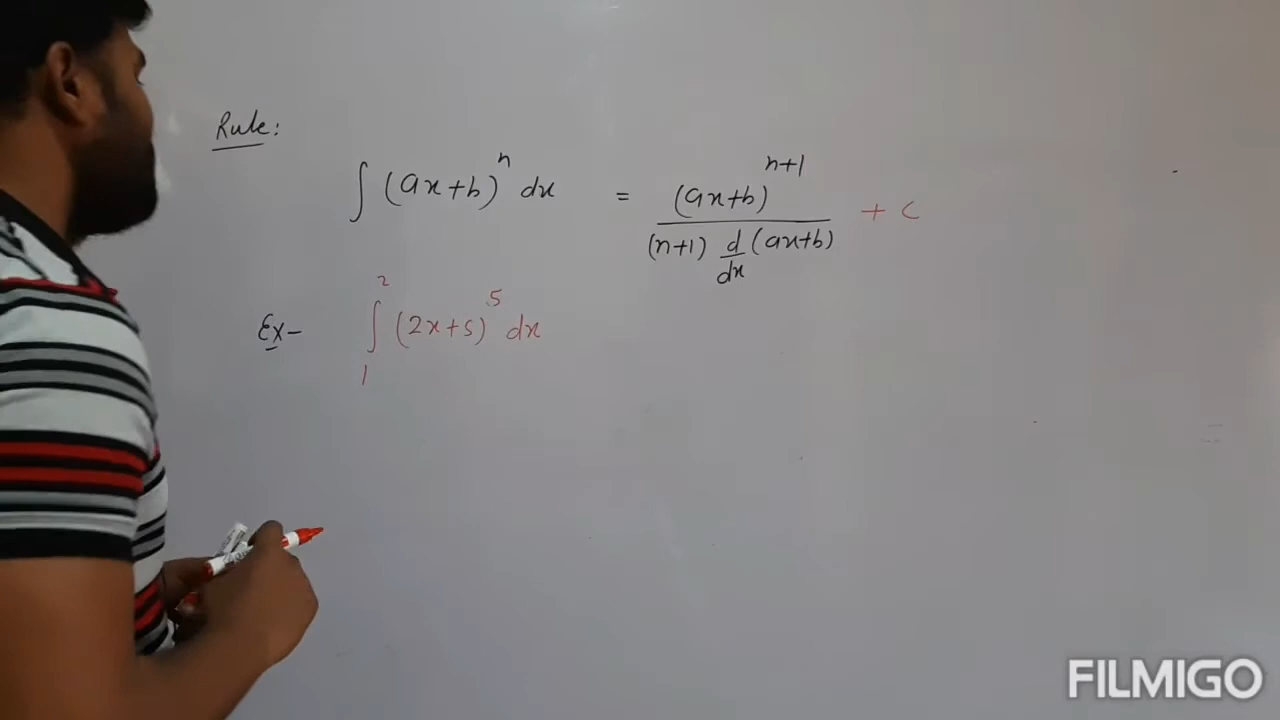 Rule:
∫ (ax+b)^n dx = (ax+b)^(n+1) / (n+1) d/dx (ax+b) + c
Ex- ∫_1^2 (2x+5)^5 dx
FILMIGO